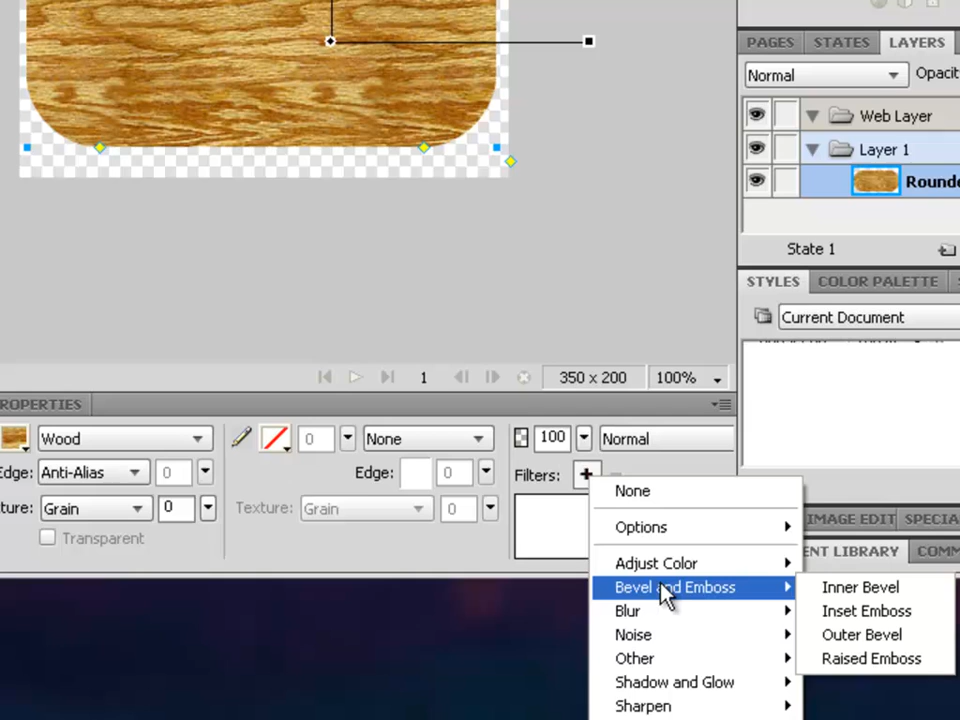 PAGES STATES LAYERS
Normal Opacit
Web Layer
Layer 1
Rounde
State 1
STYLES COLOR PALETTE
Current Document
1 350 x 200 100%
ROPERTIES
Wood 0 None 100 Normal
Edge: Anti-Alias 0 Edge: 0 Filters:
ture: Grain 0 Texture: Grain 0
Transparent
None
Options
Adjust Color
Bevel and Emboss
Blur
Noise
Other
Shadow and Glow
Sharpen
Inner Bevel
Inset Emboss
Outer Bevel
Raised Emboss
IMAGE EDIT SPECIA
ENT LIBRARY COMM